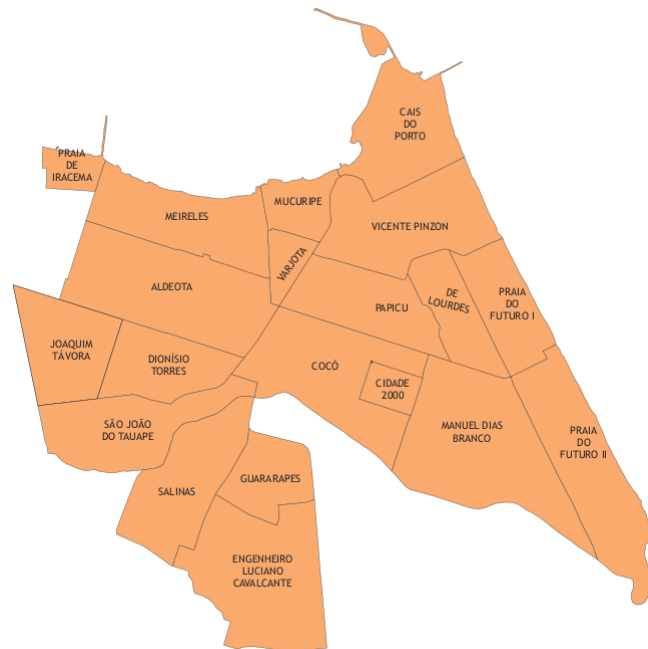 CAIS
DO
PORTO
PRAIA
DE
IRACEMA
MUCURIPE
MEIRELES
VICENTE PINZON
VARJOTA
ALDEOTA
DE
LOURDES
PRAIA
DO
FUTURO I
PAPICU
JOAQUIM
TÁVORA
DIONÍSIO
TORRES
COCÓ
CIDADE
2000
SÃO JOÃO
DO TAUAPE
MANUEL DIAS
BRANCO
PRAIA
DO
FUTURO II
GUARARAPES
SALINAS
ENGENHEIRO
LUCIANO
CAVALCANTE